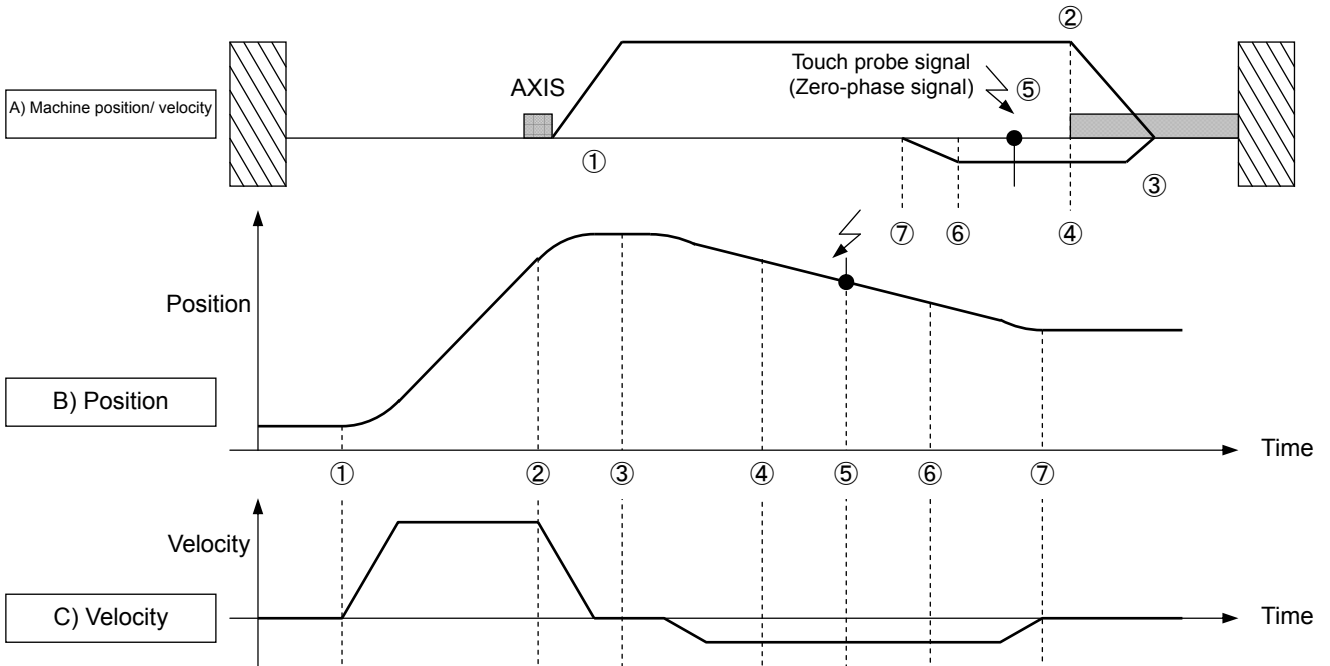 ②
Touch probe signal
(Zero-phase signal)
⑤
AXIS
A) Machine position/ velocity
①
③
⑦
⑥
④
Position
B) Position
Time
①
②
③
④
⑤
⑥
⑦
Velocity
C) Velocity
Time